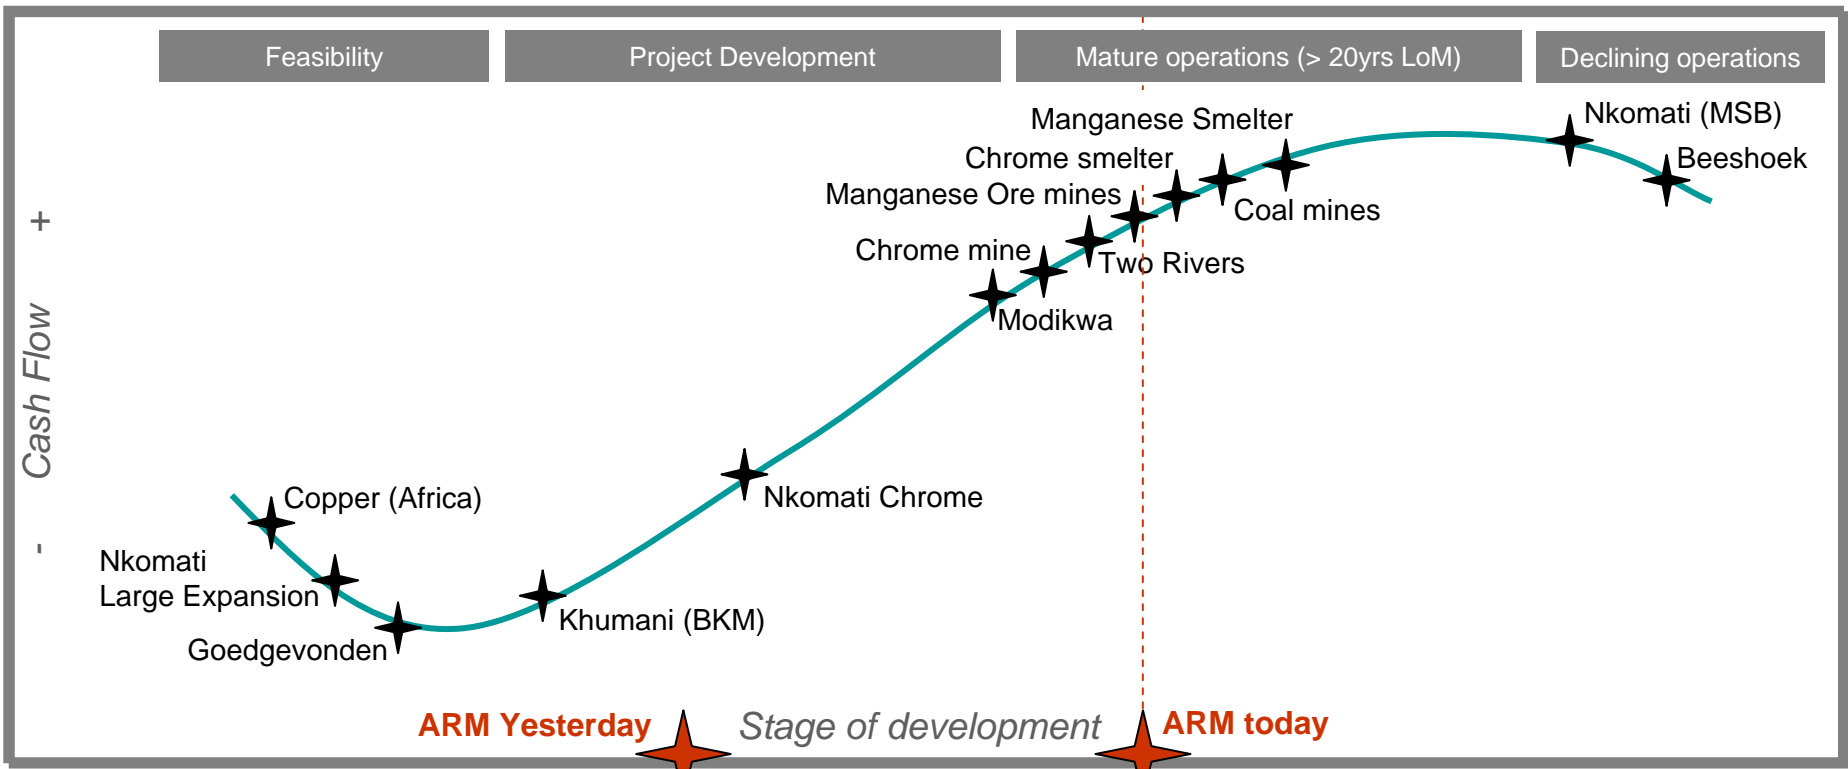 Feasibility
Project Development
Mature operations (> 20yrs LoM)
Declining operations
Nkomati (MSB)
Manganese Smelter
Chrome smelter
Beeshoek
Manganese Ore mines
Coal mines
Chrome mine
Two Rivers
Modikwa
- Cash Flow +
Copper (Africa)
Nkomati Chrome
Nkomati
Large Expansion
Khumani (BKM)
Goedgevonden
ARM Yesterday
Stage of development
ARM today